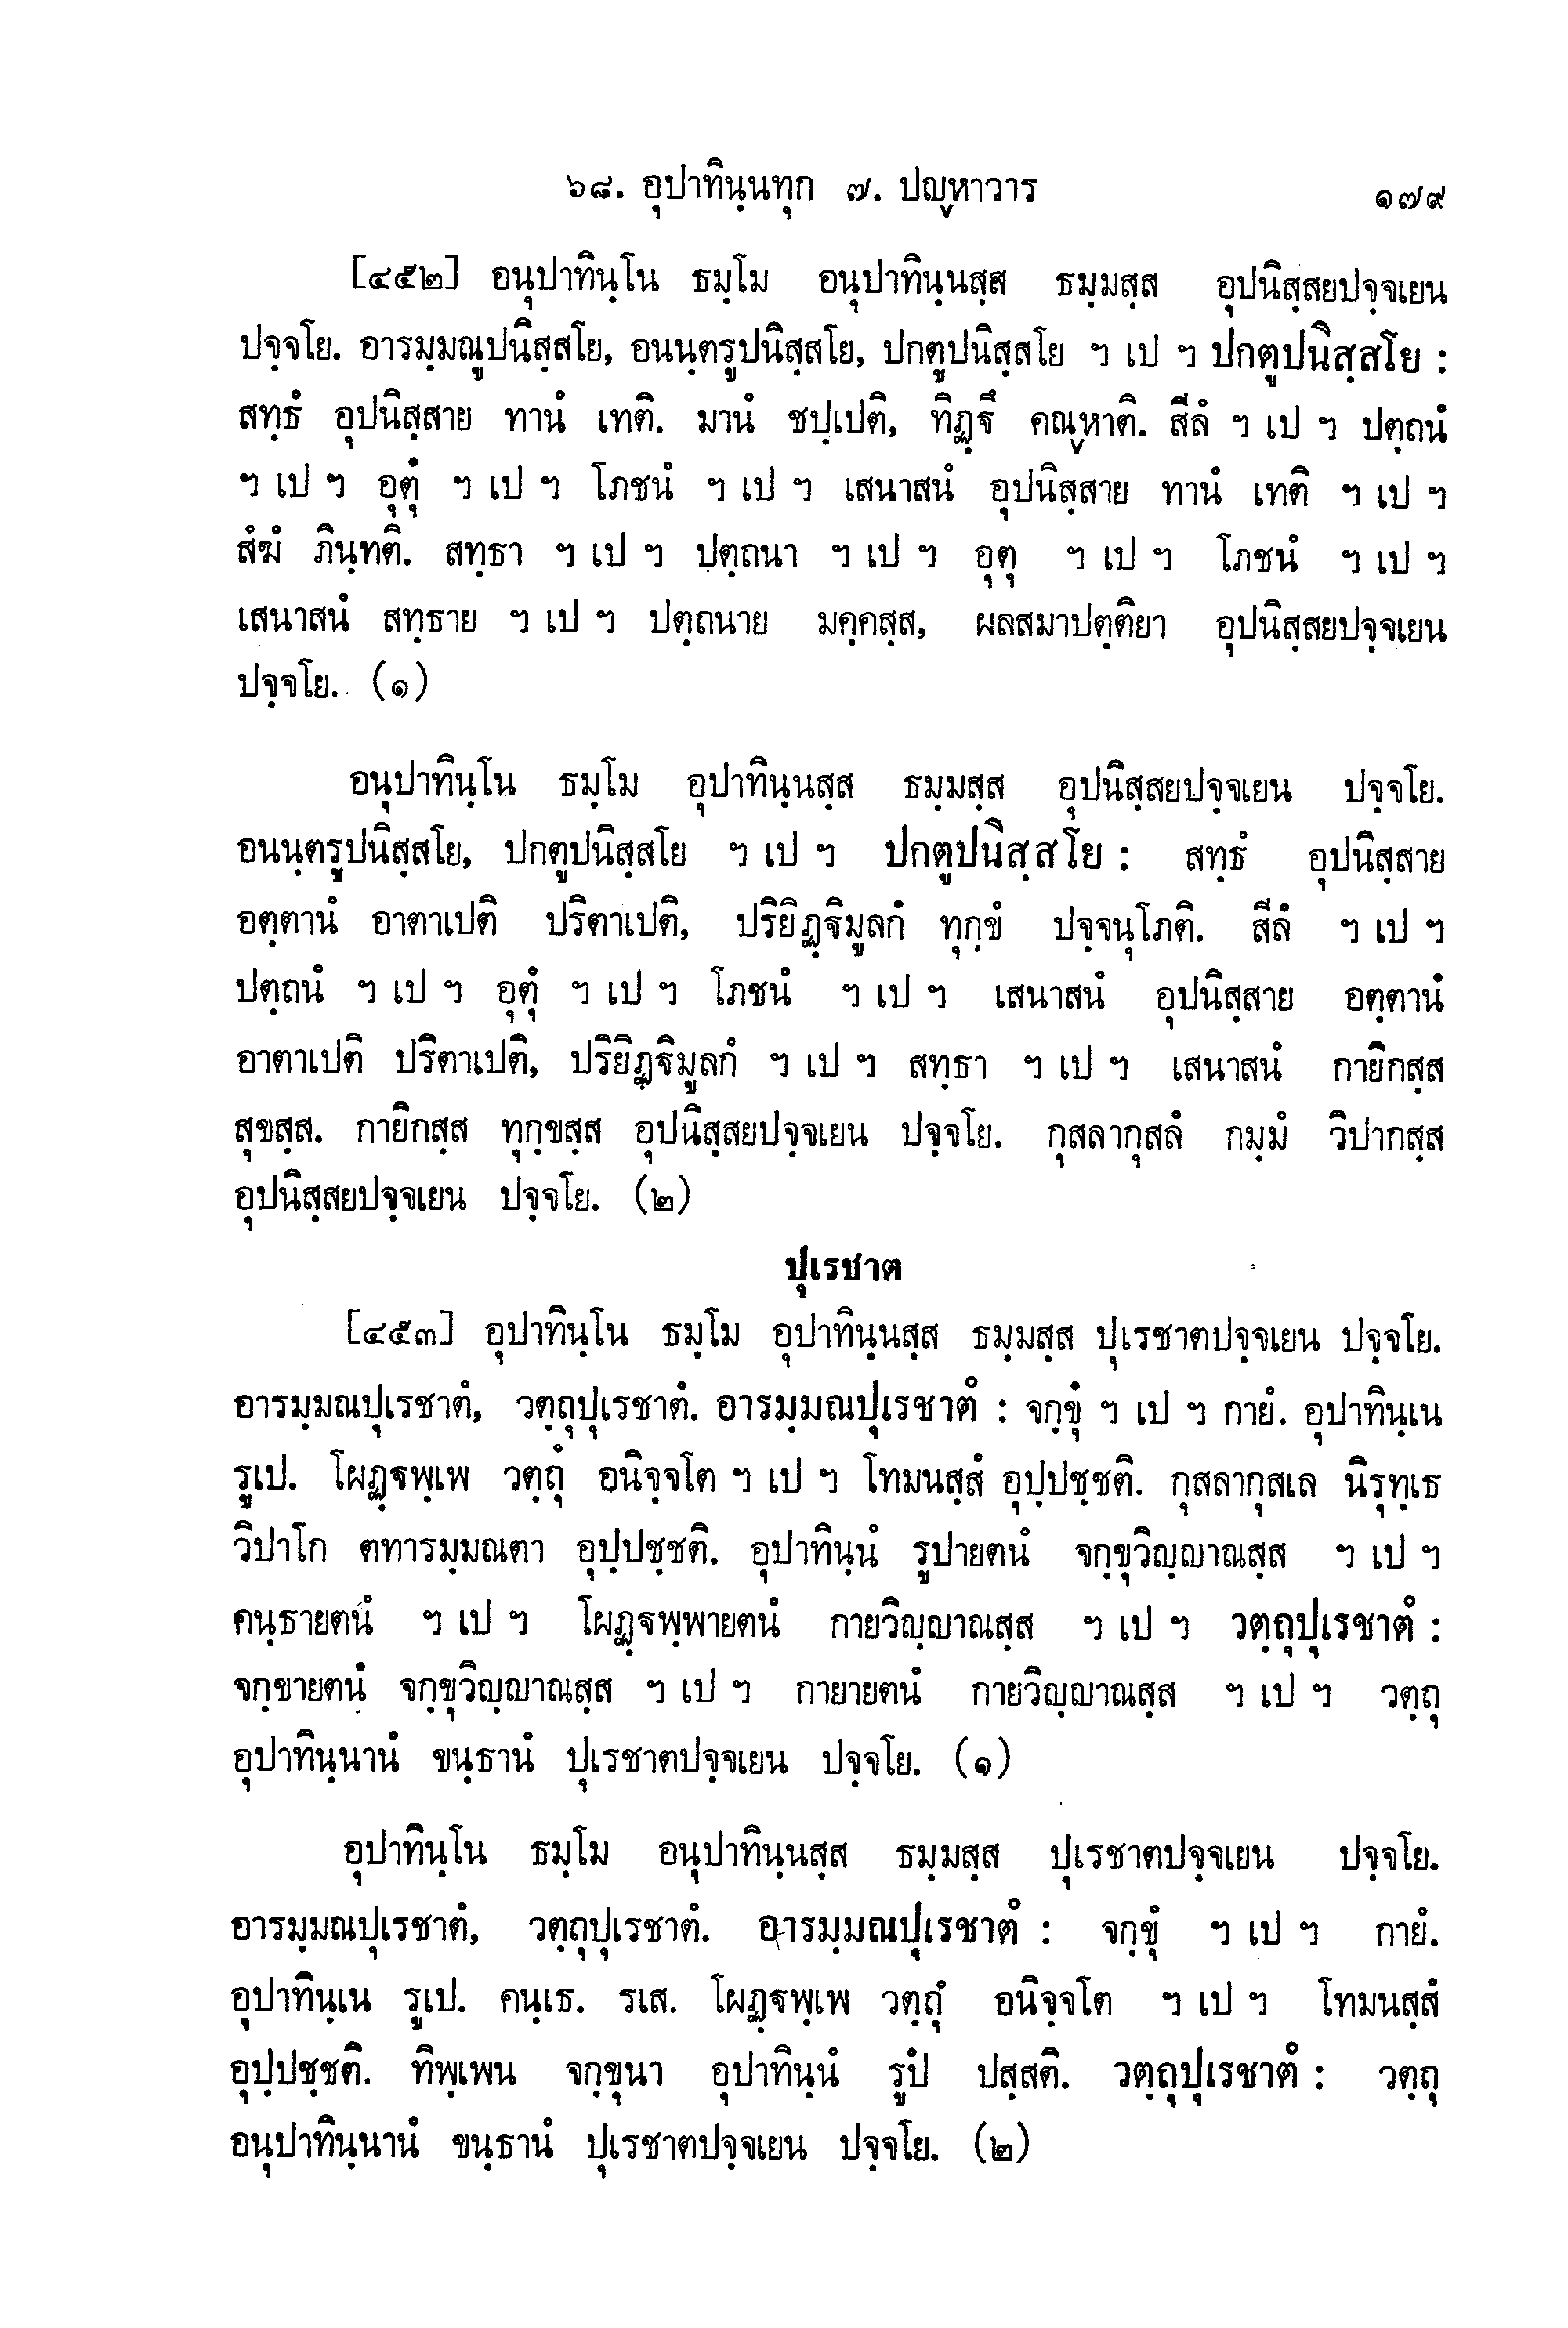 ๖๘. อุปาทินฺนทุก ๗. ปญฺหาวาร ๑๗๙
[๔๕๒] อนุปาทินฺโน ธมฺโม อนุปาทินฺนสฺส ธมฺมสฺส อุปนิสฺสยปจฺจเยน
ปจฺจโย. อารมฺมณูปนิสฺสโย, อนนฺตรูปนิสฺสโย, ปกตูปนิสฺสโย ฯ เป ฯ ปกตูปนิสฺสโย :
สทฺธํ อุปนิสฺสาย ทานํ เทติ. มานํ ชปฺเปติ, ทิฏฺฐึ คณฺหาติ. สีลํ ฯ เป ฯ ปตฺถนํ
ฯ เป ฯ อุตุํ ฯ เป ฯ โภชนํ ฯ เป ฯ เสนาสนํ อุปนิสฺสาย ทานํ เทติ ฯ เป ฯ
สํฆํ ภินฺทติ. สทฺธา ฯ เป ฯ ปตฺถนา ฯ เป ฯ อุตุ ฯ เป ฯ โภชนํ ฯ เป ฯ
เสนาสนํ สทฺธาย ฯ เป ฯ ปตฺถนาย มคฺคสฺส, ผลสมาปตฺติยา อุปนิสฺสยปจฺจเยน
ปจฺจโย. (๑)
อนุปาทินฺโน ธมฺโม อุปาทินฺนสฺส ธมฺมสฺส อุปนิสฺสยปจฺจเยน ปจฺจโย.
อนนฺตรูปนิสฺสโย, ปกตูปนิสฺสโย ฯ เป ฯ ปกตูปนิสฺสโย : สทฺธํ อุปนิสฺสาย
อตฺตานํ อาตาเปติ ปริตาเปติ, ปริยิฏฺฐิมูลกํ ทุกฺขํ ปจฺจนุโภติ. สีลํ ฯ เป ฯ
ปตฺถนํ ฯ เป ฯ อุตุํ ฯ เป ฯ โภชนํ ฯ เป ฯ เสนาสนํ อุปนิสฺสาย อตฺตานํ
อาตาเปติ ปริตาเปติ, ปริยิฏฺฐิมูลกํ ฯ เป ฯ สทฺธา ฯ เป ฯ เสนาสนํ กายิกสฺส
สุขสฺส. กายิกสฺส ทุกฺขสฺส อุปนิสฺสยปจฺจเยน ปจฺจโย. กุสลากุสลํ กมฺมํ วิปากสฺส
อุปนิสฺสยปจฺจเยน ปจฺจโย. (๒)
ปุเรชาต
[๔๕๓] อุปาทินฺโน ธมฺโม อุปาทินฺนสฺส ธมฺมสฺส ปุเรชาตปจฺจเยน ปจฺจโย.
อารมฺมณปุเรชาตํ, วตฺถุปุเรชาตํ. อารมฺมณปุเรชาตํ : จกฺขุํ ฯ เป ฯ กายํ. อุปาทินฺเน
รูเป. โผฏฺฐพฺเพ วตฺถุํ อนิจฺจโต ฯ เป ฯ โทมนสฺสํ อุปฺปชฺชติ. กุสลากุสเล นิรุทฺเธ
วิปาโก ตทารมฺมณตา อุปฺปชฺชติ. อุปาทินฺนํ รูปายตนํ จกฺขุวิญฺญาณสฺส ฯ เป ฯ
คนฺธายตนํ ฯ เป ฯ โผฏฺฐพฺพายตนํ กายวิญฺญาณสฺส ฯ เป ฯ วตฺถุปุเรชาตํ :
จกฺขายตนํ จกฺขุวิญฺญาณสฺส ฯ เป ฯ กายายตนํ กายวิญฺญาณสฺส ฯ เป ฯ วตฺถุ
อุปาทินฺนานํ ขนฺธานํ ปุเรชาตปจฺจเยน ปจฺจโย. (๑)
อุปาทินฺโน ธมฺโม อนุปาทินฺนสฺส ธมฺมสฺส ปุเรชาตปจฺจเยน ปจฺจโย.
อารมฺมณปุเรชาตํ, วตฺถุปุเรชาตํ. อารมฺมณปุเรชาตํ : จกฺขุํ ฯ เป ฯ กายํ.
อุปาทินฺเน รูเป. คนฺเธ. รเส. โผฏฺฐพฺเพ วตฺถุํ อนิจฺจโต ฯ เป ฯ โทมนสฺสํ
อุปฺปชฺชติ. ทิพฺเพน จกฺขุนา อุปาทินฺนํ รูปํ ปสฺสติ. วตฺถุปุเรชาตํ : วตฺถุ
อนุปาทินฺนานํ ขนฺธานํ ปุเรชาตปจฺจเยน ปจฺจโย. (๒)